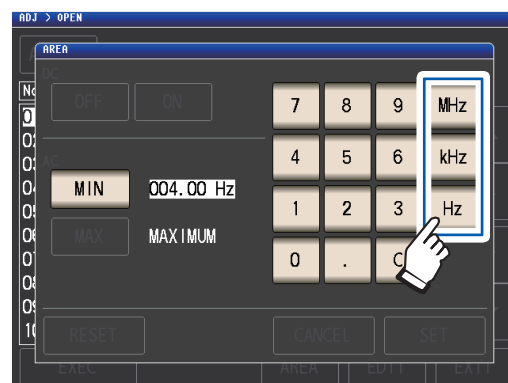 ADJ > OPEN
AREA
DC
OFF ON
No
AC
MIN 004.00 Hz
MAX MAXIMUM
7 8 9 MHz
4 5 6 kHz
1 2 3 Hz
0 . C
RESET CANCEL SET
EXEC AREA EDIT EXIT